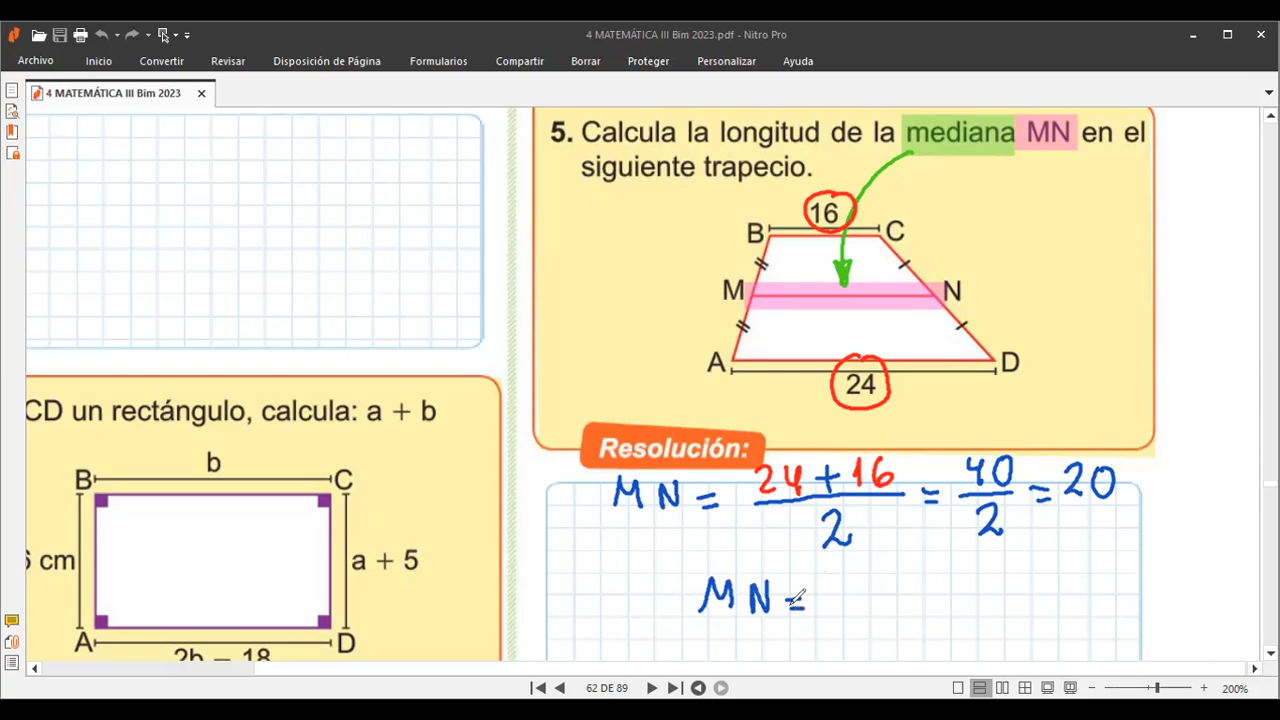 4 MATEMÁTICA III Bim 2023.pdf - Nitro Pro
Archivo Inicio Convertir Revisar Disposición de Página Formularios Compartir Borrar Proteger Personalizar Ayuda
4 MATEMÁTICA III Bim 2023
5. Calcula la longitud de la mediana MN en el
siguiente trapecio.
16
B C
M N
A D
24
CD un rectángulo, calcula: a + b
b
B C
6 cm a + 5
A D
2b – 18
Resolución:
MN = 24 + 16 / 2 = 40 / 2 = 20
MN =
62 DE 89
200%